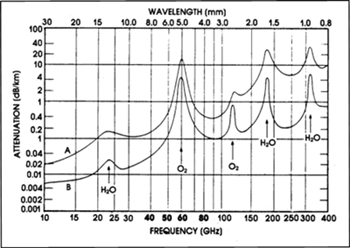 WAVELENGTH (mm)
30 20 15 10 8.0 6.0 5.0 4.0 3.0 2.0 1.5 1.0 0.8
ATTENUATION (dB/km)
100
40
20
10
4
2
1
0.4
0.2
0.1
0.04
0.02
0.01
0.004
0.002
0.001
A
B
H₂O
O₂
O₂
H₂O
H₂O
10 15 20 25 30 40 50 60 70 80 100 150 200 250 300 400
FREQUENCY (GHz)